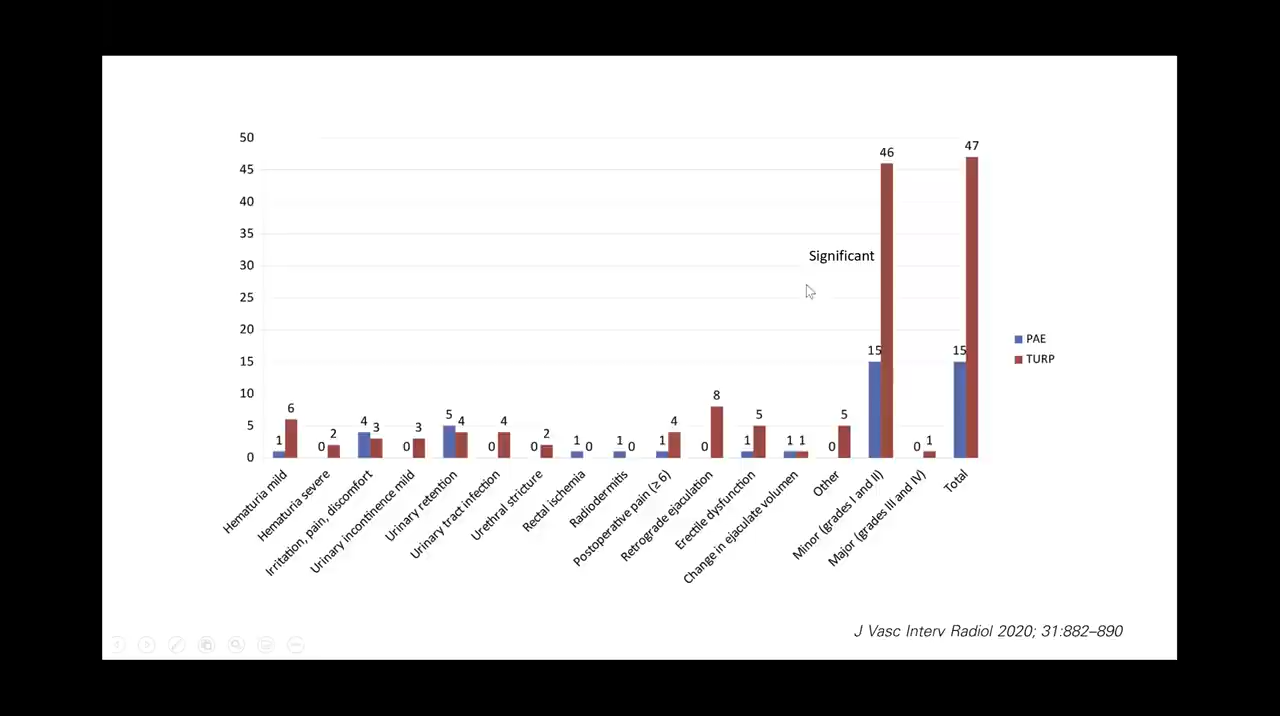 50
45
40
35
30
25
20
15
10
5
0
1 6
0 2
4 3
0 3
5 4
0 4
0 2
1 0
1 0
1 4
0 8
1 5
1 1
0 5
15 46
0 1
15 47
Significant
PAE
TURP
Hematuria mild
Hematuria severe
Irritation, pain, discomfort
Urinary incontinence mild
Urinary retention
Urinary tract infection
Urethral stricture
Rectal ischemia
Radiodermitis
Postoperative pain (≥ 6)
Retrograde ejaculation
Erectile dysfunction
Change in ejaculate volumen
Other
Minor (grades I and II)
Major (grades III and IV)
Total
J Vasc Interv Radiol 2020; 31:882–890